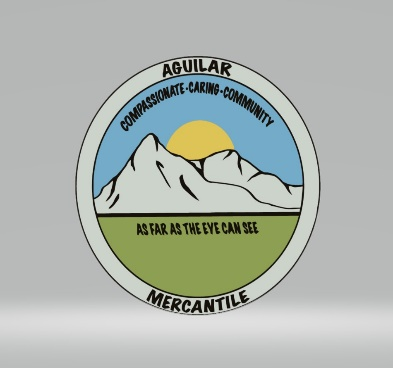 AGUILAR
COMPASSIONATE-CARING-COMMUNITY
AS FAR AS THE EYE CAN SEE
MERCANTILE